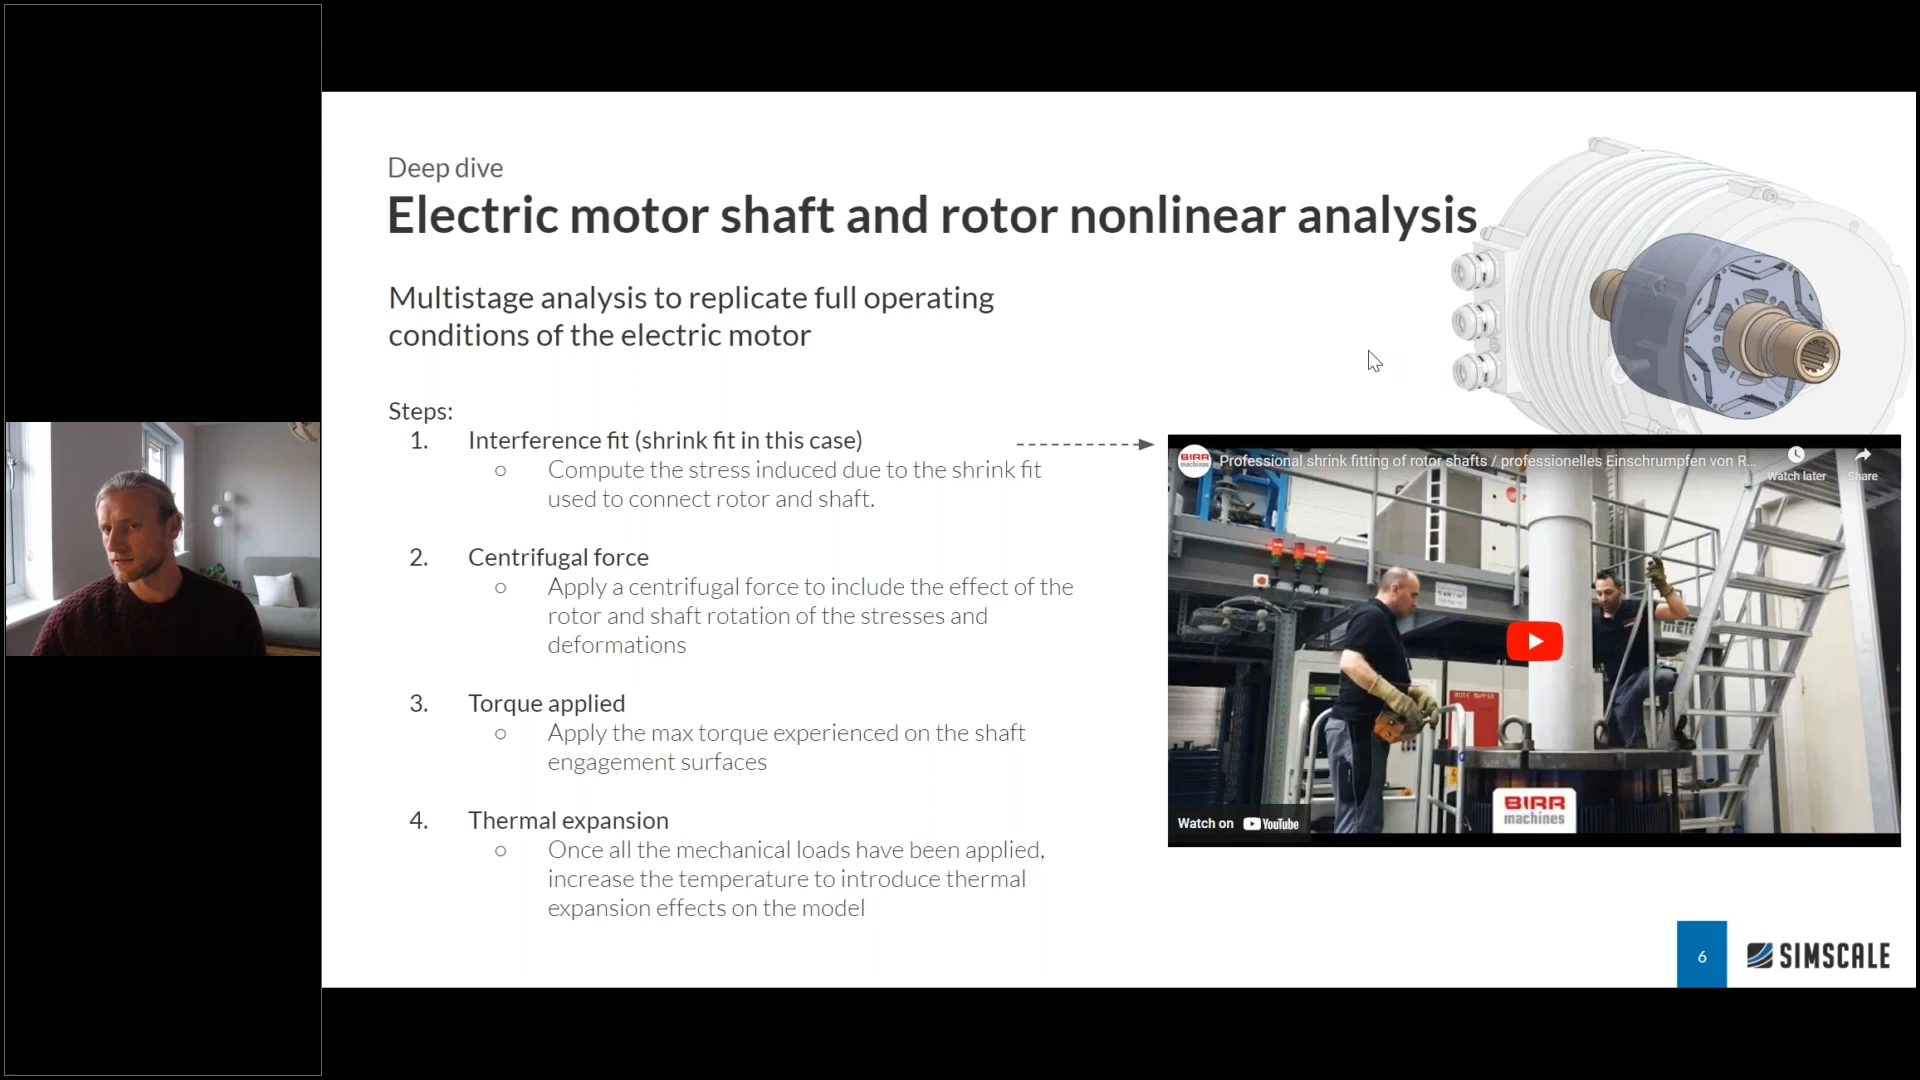 Deep dive
Electric motor shaft and rotor nonlinear analysis
Multistage analysis to replicate full operating
conditions of the electric motor
Steps:
1. Interference fit (shrink fit in this case)
○ Compute the stress induced due to the shrink fit
used to connect rotor and shaft.
2. Centrifugal force
○ Apply a centrifugal force to include the effect of the
rotor and shaft rotation of the stresses and
deformations
3. Torque applied
○ Apply the max torque experienced on the shaft
engagement surfaces
4. Thermal expansion
○ Once all the mechanical loads have been applied,
increase the temperature to introduce thermal
expansion effects on the model
BIRR
machines
Professional shrink fitting of rotor shafts / professionelles Einschrumpfen von R...
Watch later
Share
BIRR
machines
Watch on YouTube
6
SIMSCALE